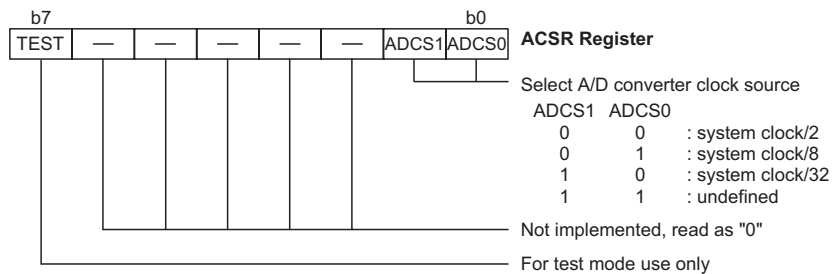 b7 b0
TEST — — — — — ADCS1 ADCS0 ACSR Register
Select A/D converter clock source
ADCS1 ADCS0
0 0 : system clock/2
0 1 : system clock/8
1 0 : system clock/32
1 1 : undefined
Not implemented, read as "0"
For test mode use only